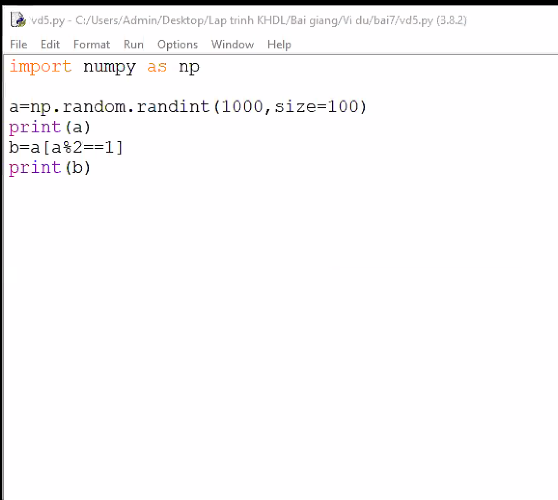 vd5.py - C:/Users/Admin/Desktop/Lap trinh KHDL/Bai giang/Vi du/bai7/vd5.py (3.8.2)
File Edit Format Run Options Window Help
import numpy as np
a=np.random.randint(1000,size=100)
print(a)
b=a[a%2==1]
print(b)